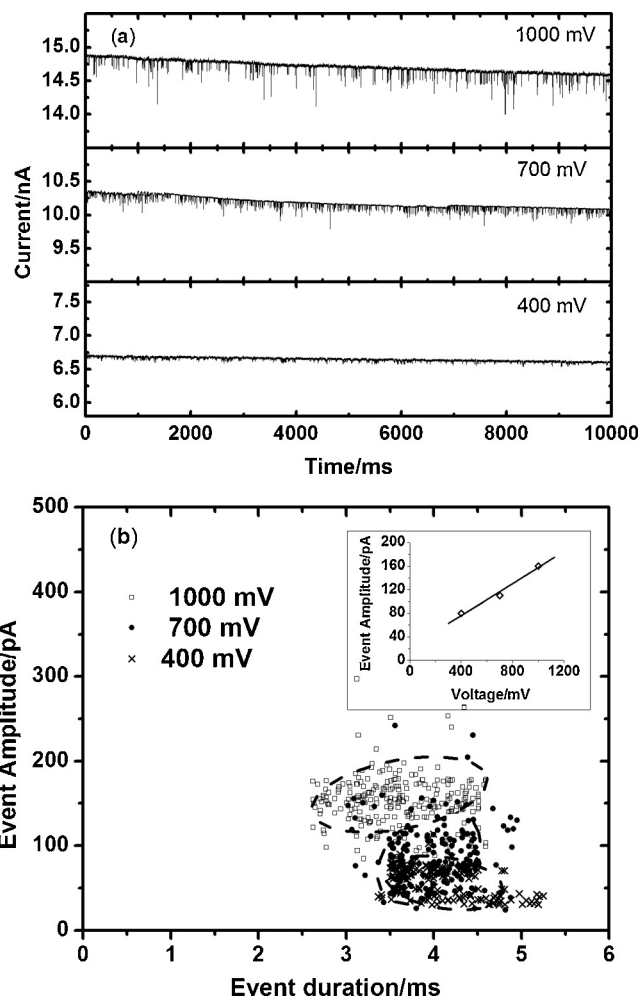 (a)
1000 mV
15.0
14.5
14.0
700 mV
10.5
10.0
9.5
Current/nA
400 mV
7.5
7.0
6.5
6.0
0 2000 4000 6000 8000 10000
Time/ms
(b)
500
400
300
200
100
0
Event Amplitude/pA
1000 mV
700 mV
400 mV
200
160
120
80
40
0
Event Amplitude/pA
0 400 800 1200
Voltage/mV
0 1 2 3 4 5 6
Event duration/ms